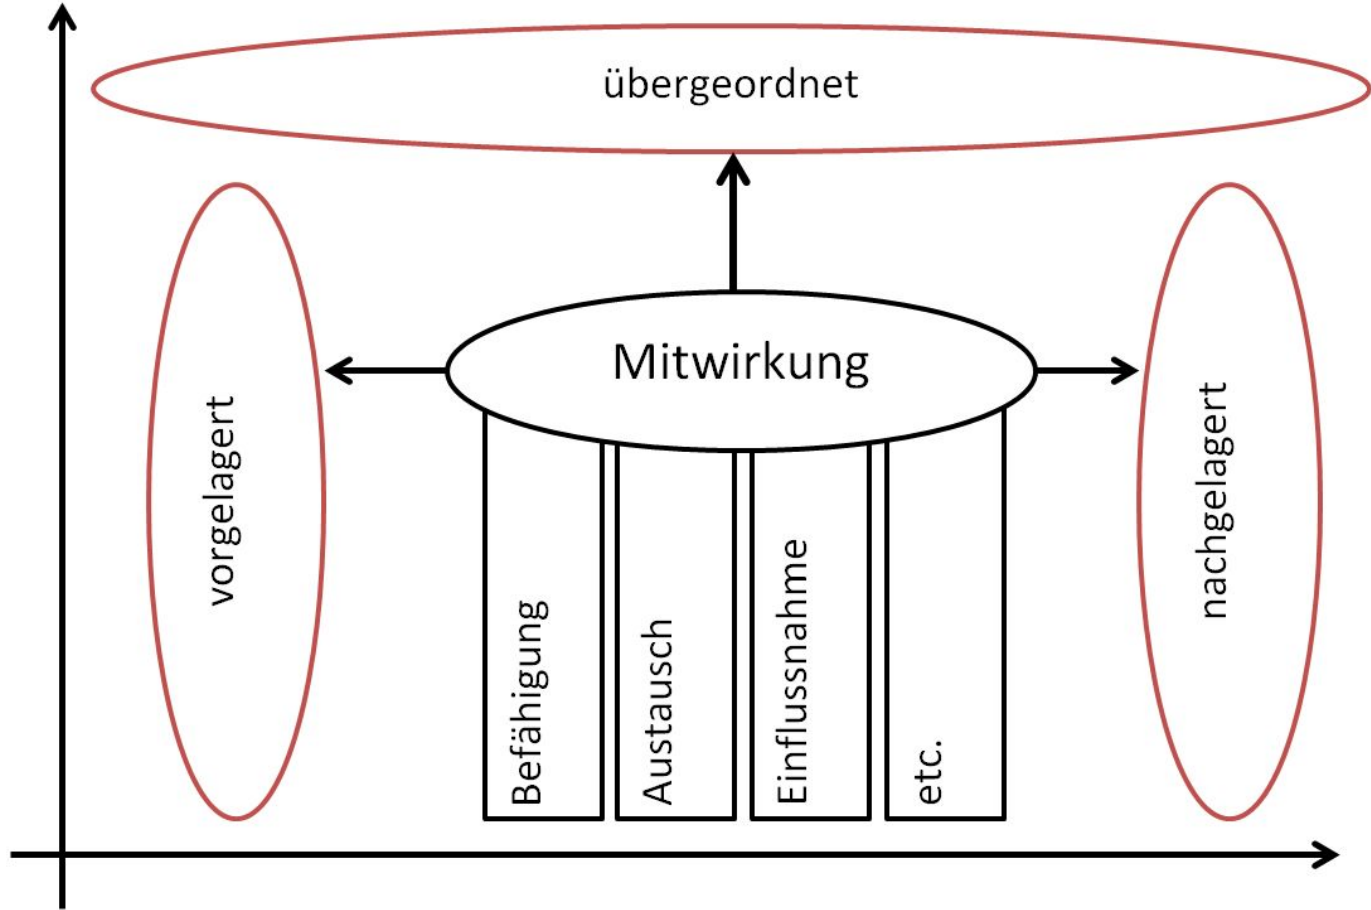 übergeordnet
vorgelagert
Mitwirkung
nachgelagert
Befähigung
Austausch
Einflussnahme
etc.